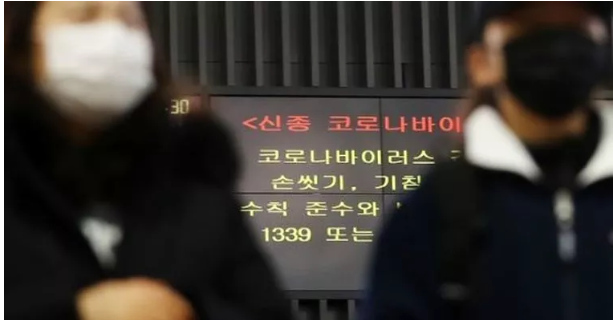 30
<신종 코로나바이
코로나바이러스
손씻기, 기침
수칙 준수와
1339 또는